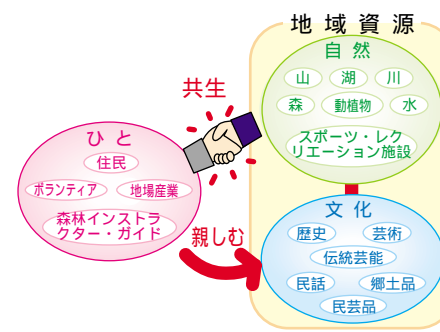 地域資源
自然
山 湖 川
森 動植物 水
スポーツ・レク
リエーション施設
共生
ひと
住民
ボランティア 地場産業
森林インストラ
クター・ガイド
親しむ
文化
歴史 芸術
伝統芸能
民話 郷土品
民芸品